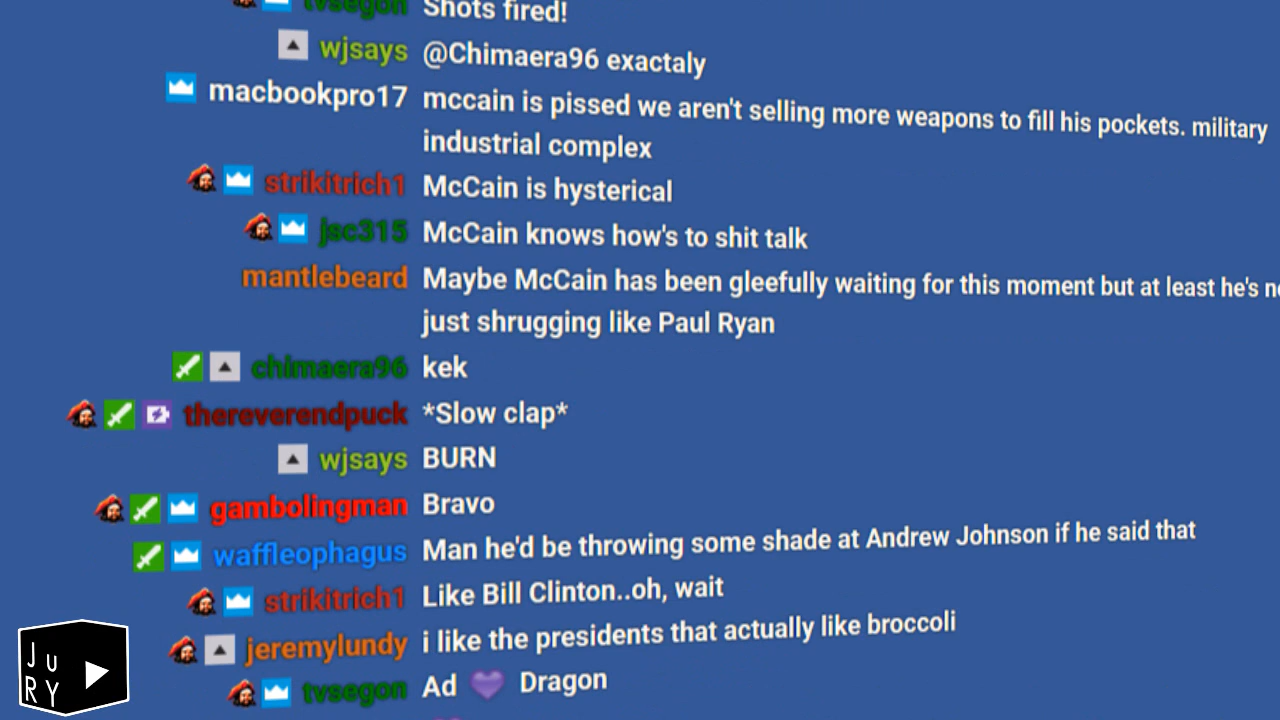 tvsegon Shots fired!
wjsays @Chimaera96 exactaly
macbookpro17 mccain is pissed we aren't selling more weapons to fill his pockets. military
industrial complex
strikitrich1 McCain is hysterical
jsc315 McCain knows how's to shit talk
mantlebeard Maybe McCain has been gleefully waiting for this moment but at least he's
just shrugging like Paul Ryan
chimaera96 kek
thereverendpuck *Slow clap*
wjsays BURN
gambolingman Bravo
waffleophagus Man he'd be throwing some shade at Andrew Johnson if he said that
strikitrich1 Like Bill Clinton..oh, wait
jeremylundy i like the presidents that actually like broccoli
tvsegon Ad 💜 Dragon
JURY